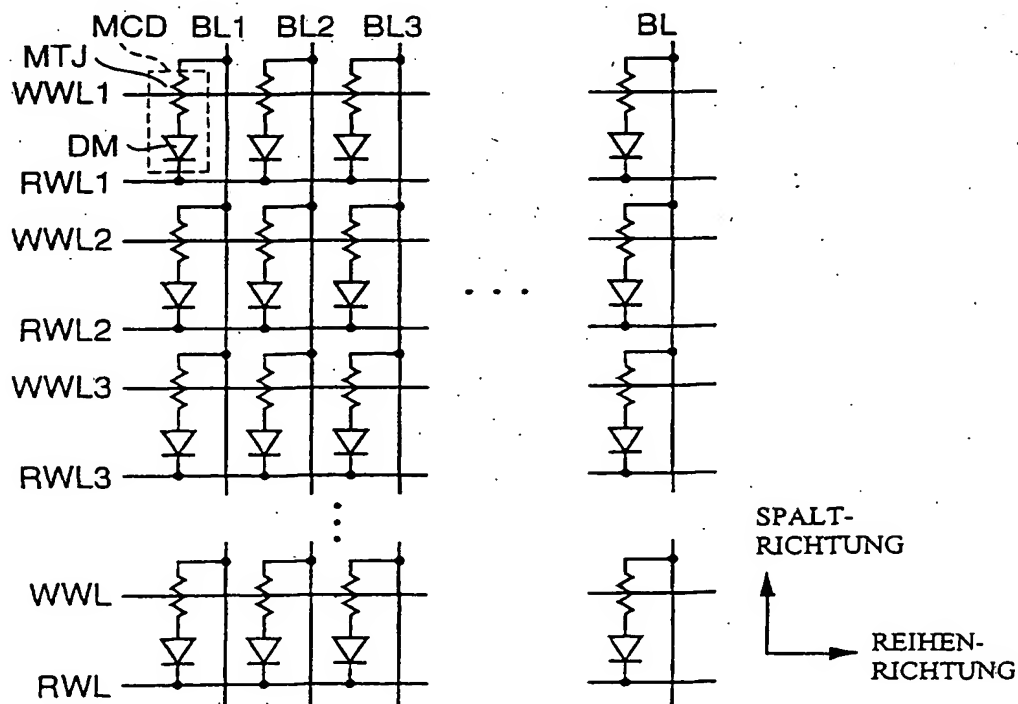 MCD BL1 BL2 BL3 BL
MTJ
WWL1
DM
RWL1
WWL2
RWL2
WWL3
RWL3
SPALT-
RICHTUNG
WWL
REIHEN-
RICHTUNG
RWL